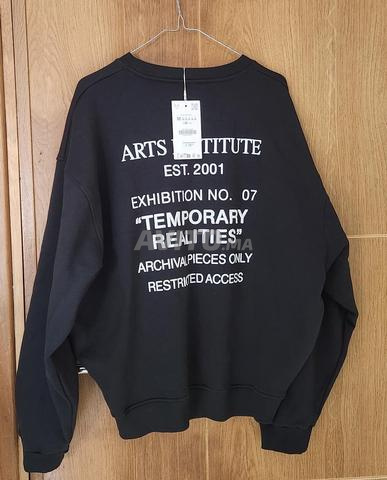 ARTS INSTITUTE
EST. 2001
EXHIBITION NO. 07
“TEMPORARY
REALITIES”
ARCHIVAL PIECES ONLY
RESTRICTED ACCESS